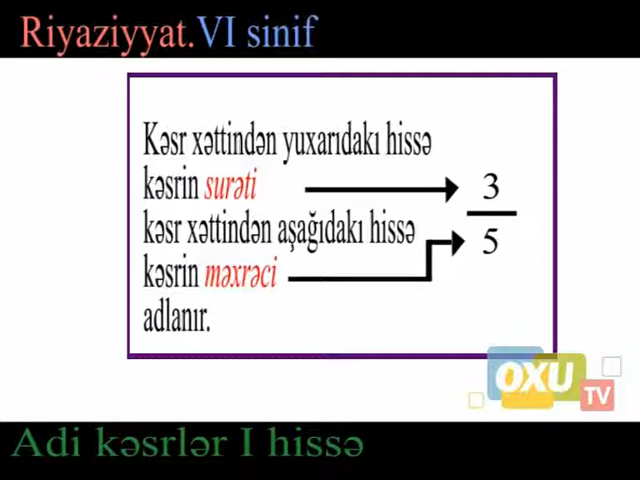 Riyaziyyat.VI sinif
Kəsr xəttindən yuxarıdakı hissə
kəsrin surəti
3
kəsr xəttindən aşağıdakı hissə
5
kəsrin məxrəci
adlanır.
OXU
TV
Adi kəsrlər I hissə